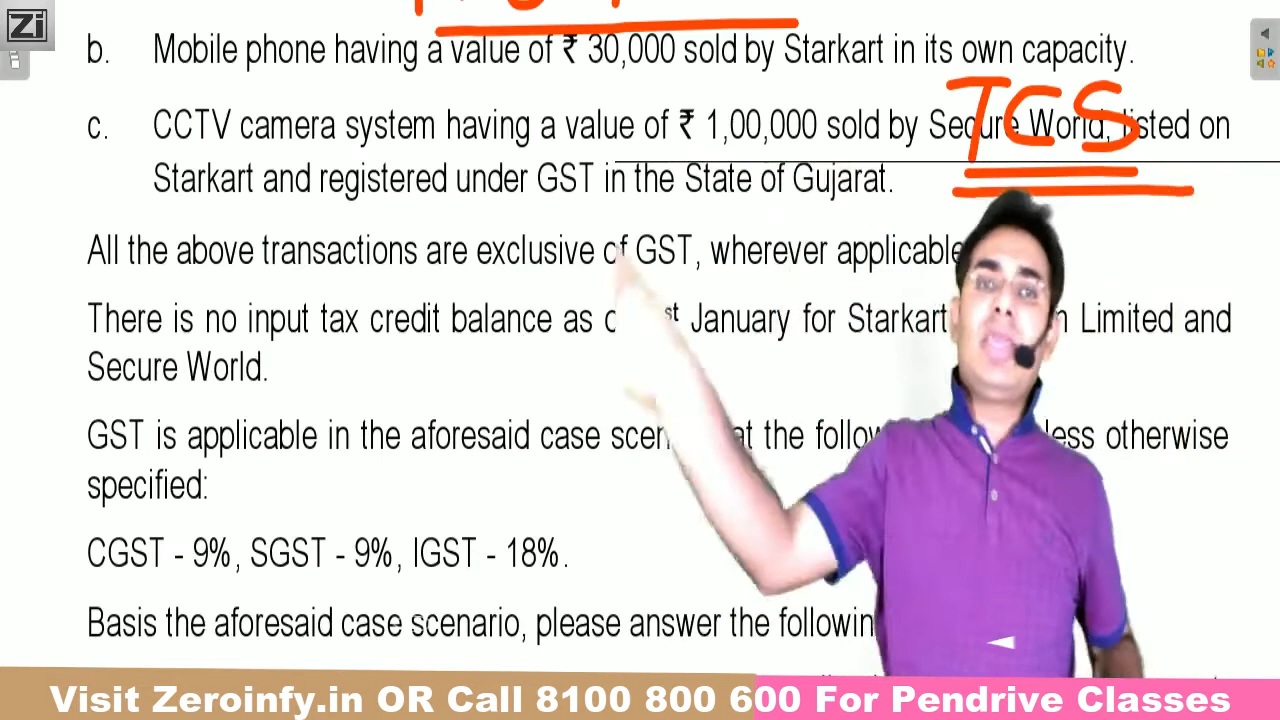 Zi
b. Mobile phone having a value of ₹ 30,000 sold by Starkart in its own capacity.
TCS
c. CCTV camera system having a value of ₹ 1,00,000 sold by Secure World, listed on
Starkart and registered under GST in the State of Gujarat.
All the above transactions are exclusive of GST, wherever applicable
There is no input tax credit balance as st January for Starkart Limited and
Secure World.
GST is applicable in the aforesaid case at the otherwise
specified:
CGST - 9%, SGST - 9%, IGST - 18%.
Basis the aforesaid case scenario, please answer the
Visit Zeroinfy.in OR Call 8100 800 600 For Pendrive Classes